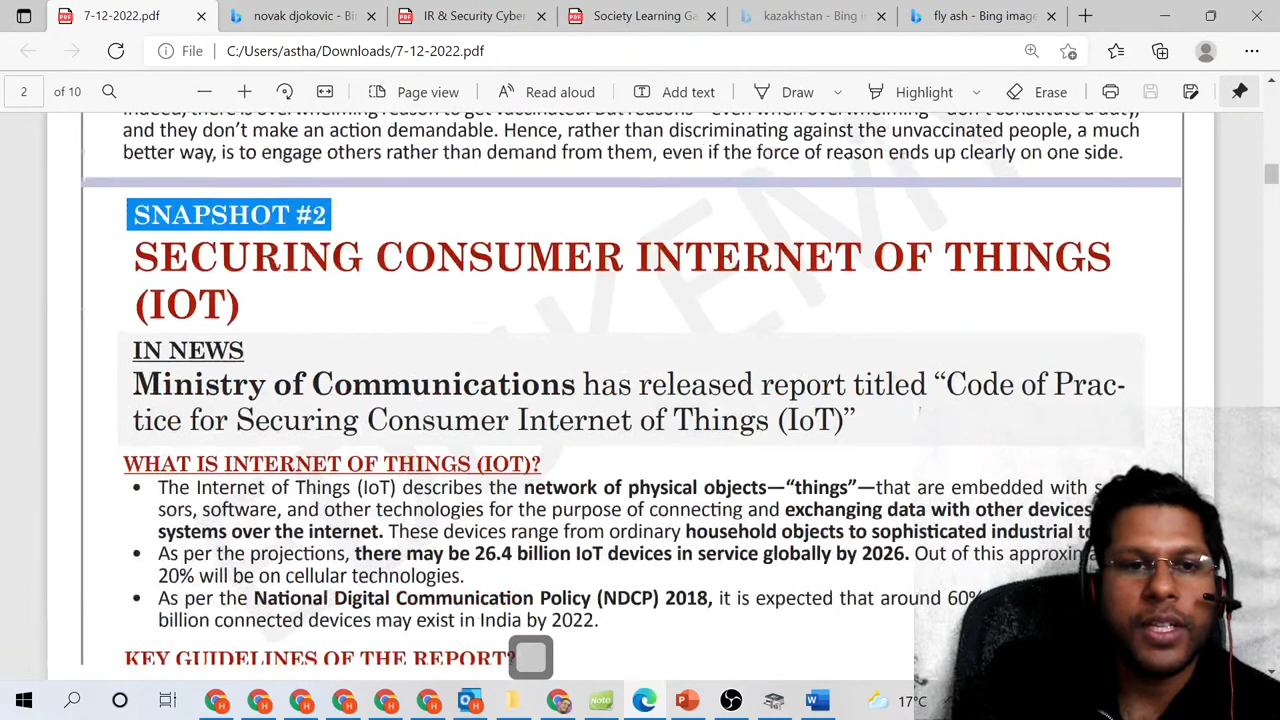 7-12-2022.pdf
novak djokovic - Bi
IR & Security Cyber
Society Learning Ga
kazakhstan - Bing i
fly ash - Bing image
File
C:/Users/astha/Downloads/7-12-2022.pdf
2 of 10
Page view
Read aloud
Add text
Draw
Highlight
Erase
and they don't make an action demandable. Hence, rather than discriminating against the unvaccinated people, a much
better way, is to engage others rather than demand from them, even if the force of reason ends up clearly on one side.
SNAPSHOT #2
SECURING CONSUMER INTERNET OF THINGS
(IOT)
IN NEWS
Ministry of Communications has released report titled “Code of Prac-
tice for Securing Consumer Internet of Things (IoT)”
WHAT IS INTERNET OF THINGS (IOT)?
• The Internet of Things (IoT) describes the network of physical objects—“things”—that are embedded with
sors, software, and other technologies for the purpose of connecting and exchanging data with other devices
systems over the internet. These devices range from ordinary household objects to sophisticated industrial
• As per the projections, there may be 26.4 billion IoT devices in service globally by 2026. Out of this
20% will be on cellular technologies.
• As per the National Digital Communication Policy (NDCP) 2018, it is expected that around 60%
billion connected devices may exist in India by 2022.
KEY GUIDELINES OF THE REPORT?
17°C